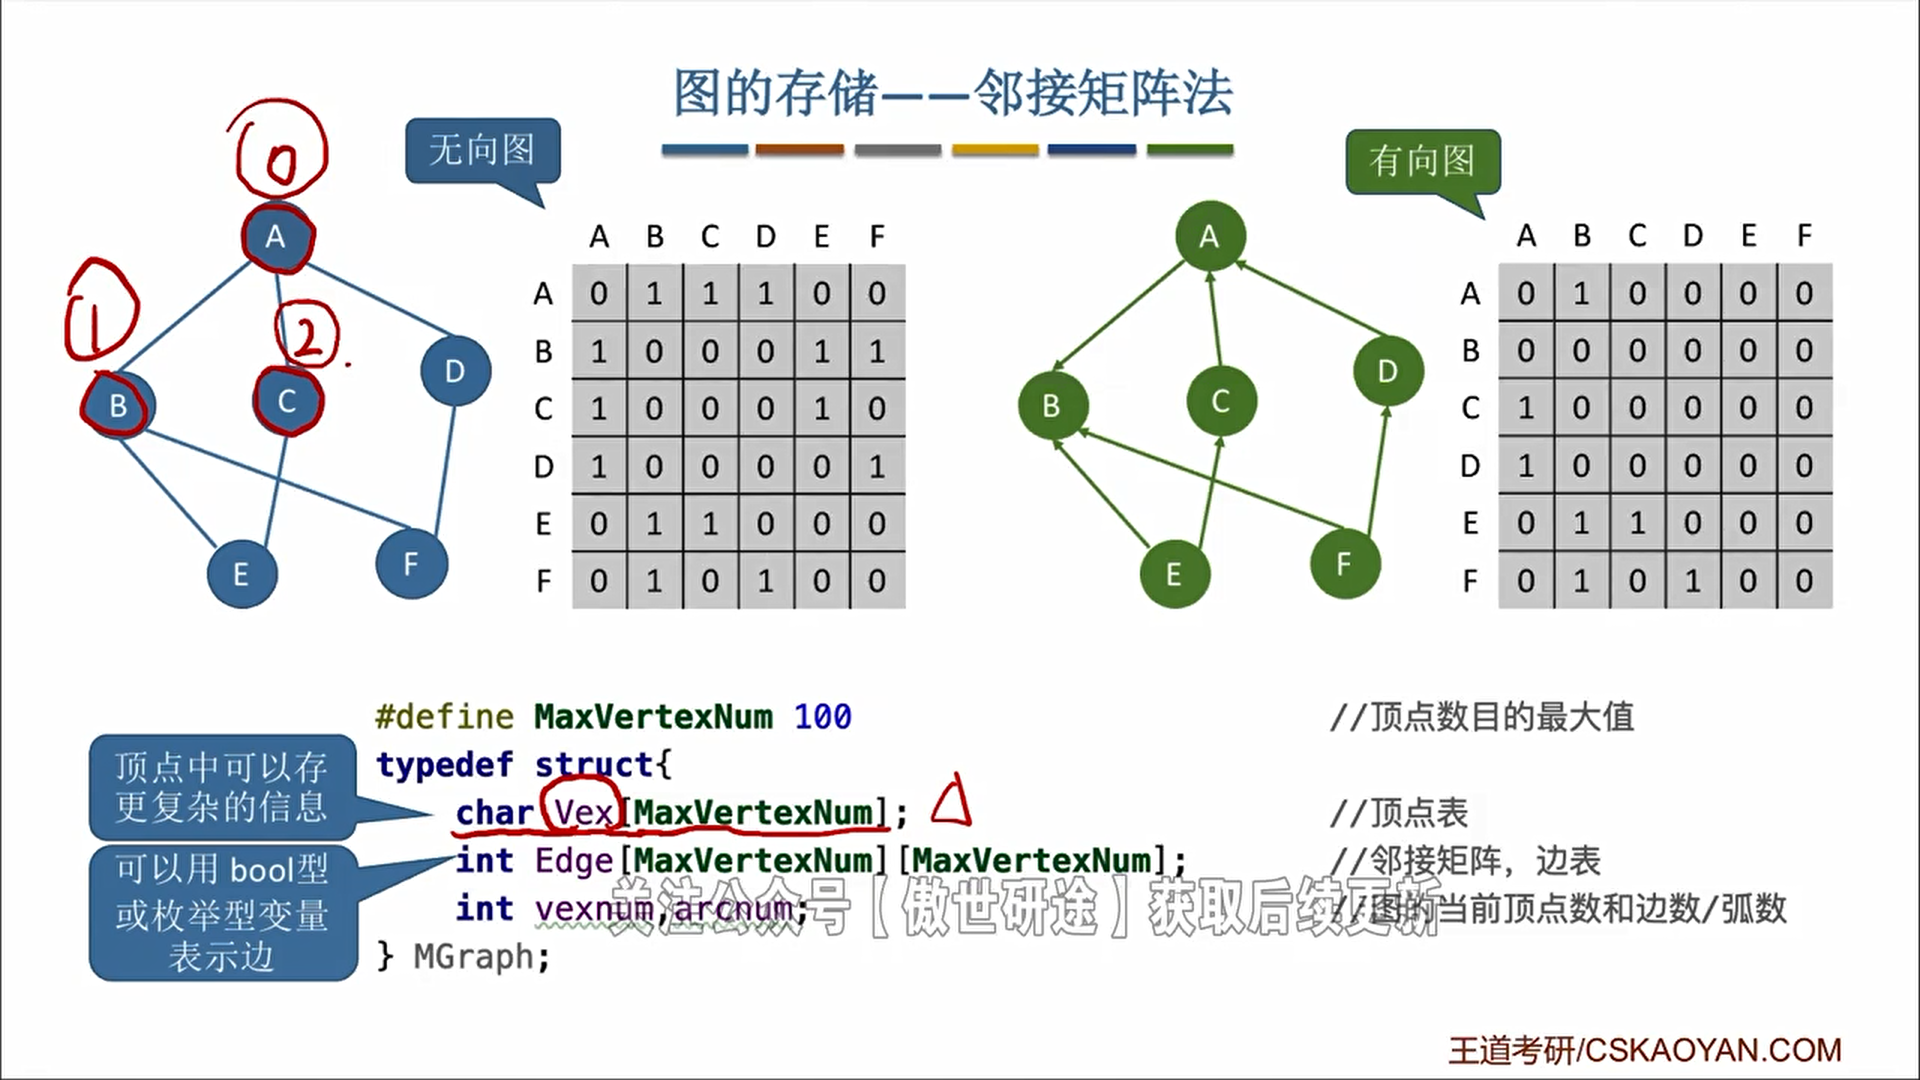 图的存储——邻接矩阵法
无向图
有向图
0
1
2
A
B
C
D
E
F
A B C D E F
A 0 1 1 1 0 0
B 1 0 0 0 1 1
C 1 0 0 0 1 0
D 1 0 0 0 0 1
E 0 1 1 0 0 0
F 0 1 0 1 0 0
A
B
C
D
E
F
A B C D E F
A 0 1 0 0 0 0
B 0 0 0 0 0 0
C 1 0 0 0 0 0
D 1 0 0 0 0 0
E 0 1 1 0 0 0
F 0 1 0 1 0 0
#define MaxVertexNum 100 //顶点数目的最大值
typedef struct{
char Vex[MaxVertexNum]; //顶点表
int Edge[MaxVertexNum][MaxVertexNum]; //邻接矩阵，边表
int vexnum,arcnum; //图的当前顶点数和边数/弧数
} MGraph;
顶点中可以存
更复杂的信息
可以用 bool型
或枚举型变量
表示边
关注公众号【傲世研途】获取后续更新
王道考研/CSKAOYAN.COM